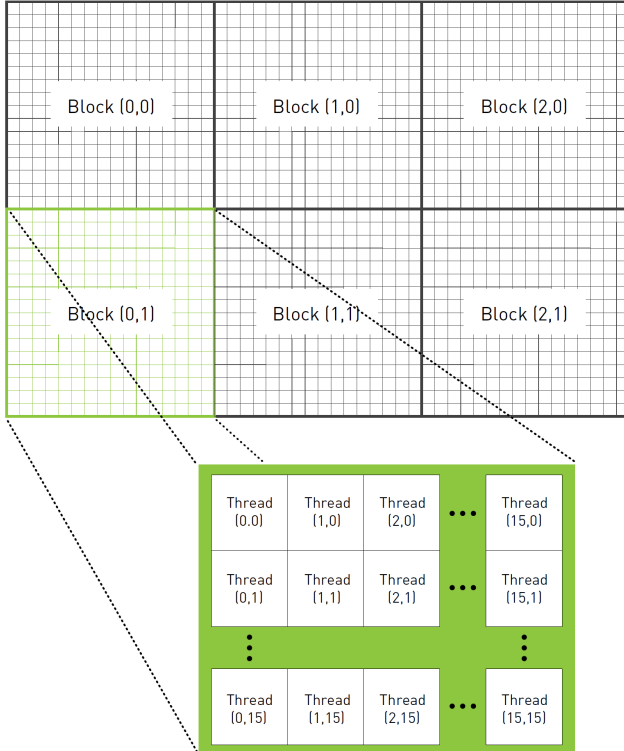 Block (0,0)
Block (1,0)
Block (2,0)
Block (0,1)
Block (1,1)
Block (2,1)
Thread
(0.0)
Thread
(1,0)
Thread
(2,0)
•••
Thread
(15,0)
Thread
(0,1)
Thread
(1,1)
Thread
(2,1)
•••
Thread
(15,1)
Thread
(0,15)
Thread
(1,15)
Thread
(2,15)
•••
Thread
(15,15)